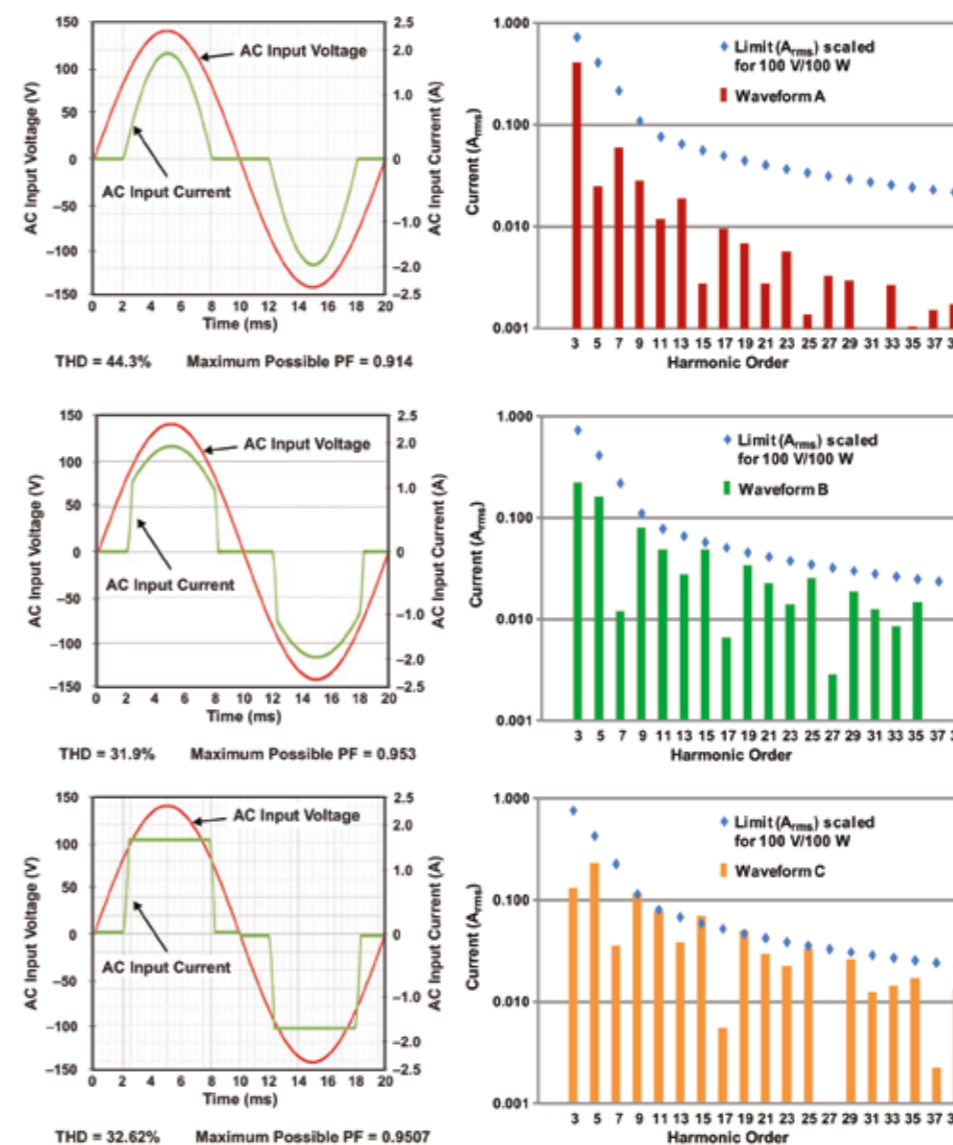 AC Input Voltage (V)
150
100
50
0
–50
–100
–150
AC Input Voltage
AC Input Current
2.5
2.0
1.0
0
–1.0
–2.0
–2.5
AC Input Current (A)
0 2 4 6 8 10 12 14 16 18 20
Time (ms)
THD = 44.3% Maximum Possible PF = 0.914
Current (Arms)
1.000
0.100
0.010
0.001
Limit (Arms) scaled
for 100 V/100 W
Waveform A
3 5 7 9 11 13 15 17 19 21 23 25 27 29 31 33 35 37
Harmonic Order
AC Input Voltage (V)
150
100
50
0
–50
–100
–150
AC Input Voltage
AC Input Current
2.5
2.0
1.0
0
–1.0
–2.0
–2.5
AC Input Current (A)
0 2 4 6 8 10 12 14 16 18 20
Time (ms)
THD = 31.9% Maximum Possible PF = 0.953
Current (Arms)
1.000
0.100
0.010
0.001
Limit (Arms) scaled
for 100 V/100 W
Waveform B
3 5 7 9 11 13 15 17 19 21 23 25 27 29 31 33 35 37
Harmonic Order
AC Input Voltage (V)
150
100
50
0
–50
–100
–150
AC Input Voltage
AC Input Current
2.5
2.0
1.0
0
–1.0
–2.0
–2.5
AC Input Current (A)
0 2 4 6 8 10 12 14 16 18 20
Time (ms)
THD = 32.62% Maximum Possible PF = 0.9507
Current (Arms)
1.000
0.100
0.010
0.001
Limit (Arms) scaled
for 100 V/100 W
Waveform C
3 5 7 9 11 13 15 17 19 21 23 25 27 29 31 33 35 37
Harmonic Order